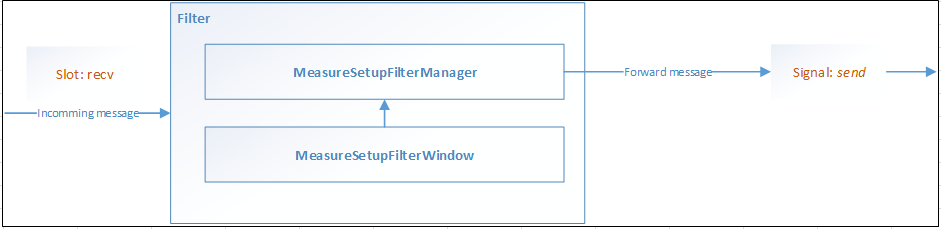 Filter
Slot: recv
MeasureSetupFilterManager
Forward message
Signal: send
Incomming message
MeasureSetupFilterWindow